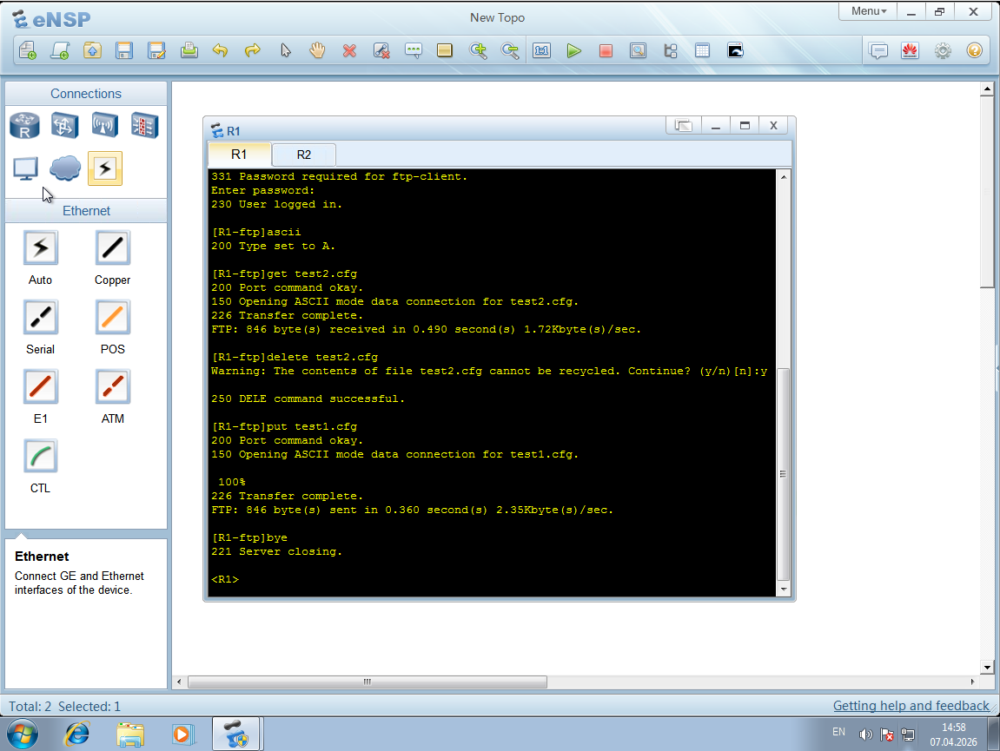 eNSP
New Topo
Menu
Connections
R
Ethernet
Auto
Copper
Serial
POS
E1
ATM
CTL
Ethernet
Connect GE and Ethernet
interfaces of the device.
R1
R1
R2
331 Password required for ftp-client.
Enter password:
230 User logged in.
[R1-ftp]ascii
200 Type set to A.
[R1-ftp]get test2.cfg
200 Port command okay.
150 Opening ASCII mode data connection for test2.cfg.
226 Transfer complete.
FTP: 846 byte(s) received in 0.490 second(s) 1.72Kbyte(s)/sec.
[R1-ftp]delete test2.cfg
Warning: The contents of file test2.cfg cannot be recycled. Continue? (y/n)[n]:y
250 DELE command successful.
[R1-ftp]put test1.cfg
200 Port command okay.
150 Opening ASCII mode data connection for test1.cfg.
100%
226 Transfer complete.
FTP: 846 byte(s) sent in 0.360 second(s) 2.35Kbyte(s)/sec.
[R1-ftp]bye
221 Server closing.
<R1>
Total: 2 Selected: 1
Getting help and feedback
EN
14:58
07.04.2026